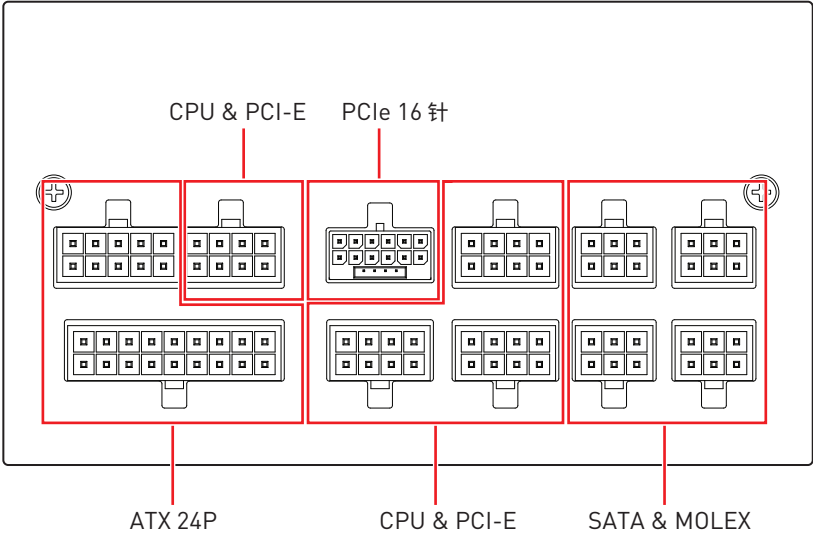 CPU & PCI-E
PCIe 16 针
ATX 24P
CPU & PCI-E
SATA & MOLEX